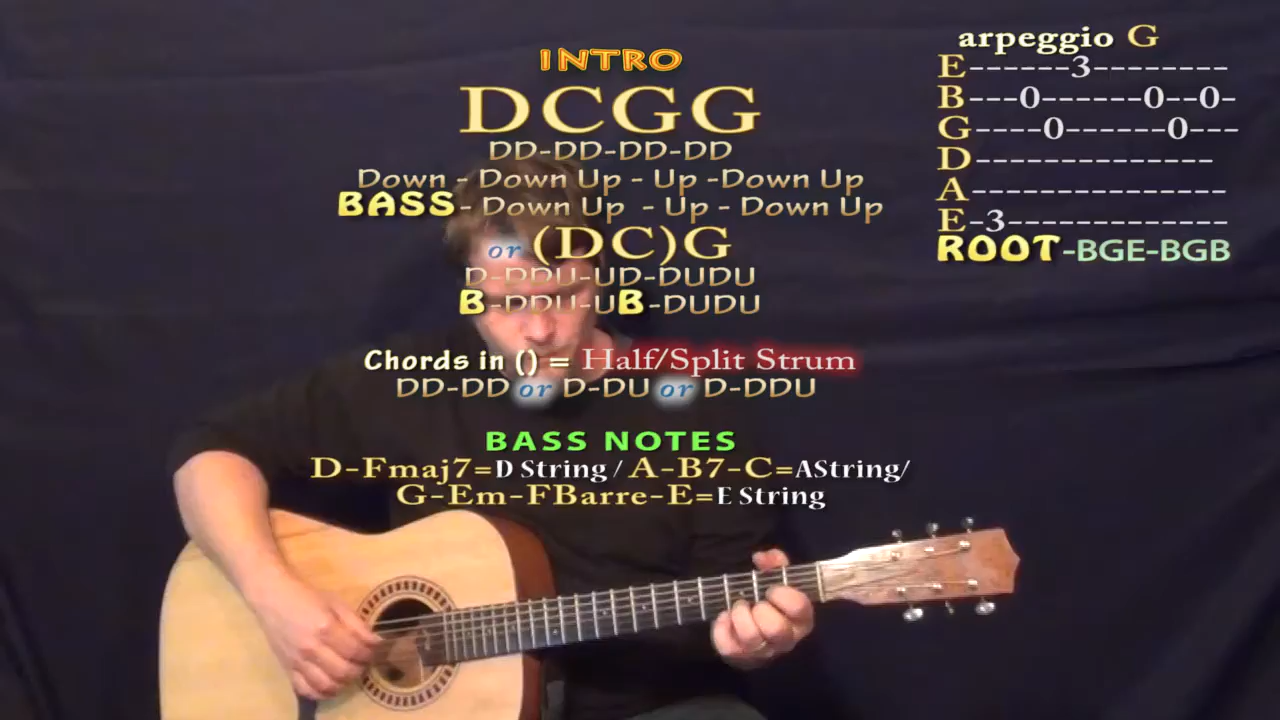 INTRO
DCGG
DD-DD-DD-DD
Down - Down Up - Up -Down Up
BASS- Down Up - Up - Down Up
or (DC)G
D-DDU-UD-DUDU
B-DDU-UB-DUDU
Chords in () = Half/Split Strum
DD-DD or D-DU or D-DDU
BASS NOTES
D-Fmaj7=D String / A-B7-C=AString/
G-Em-FBarre-E=E String
arpeggio G
E------3--------
B---0------0--0-
G----0------0---
D--------------
A---------------
E-3-------------
ROOT-BGE-BGB